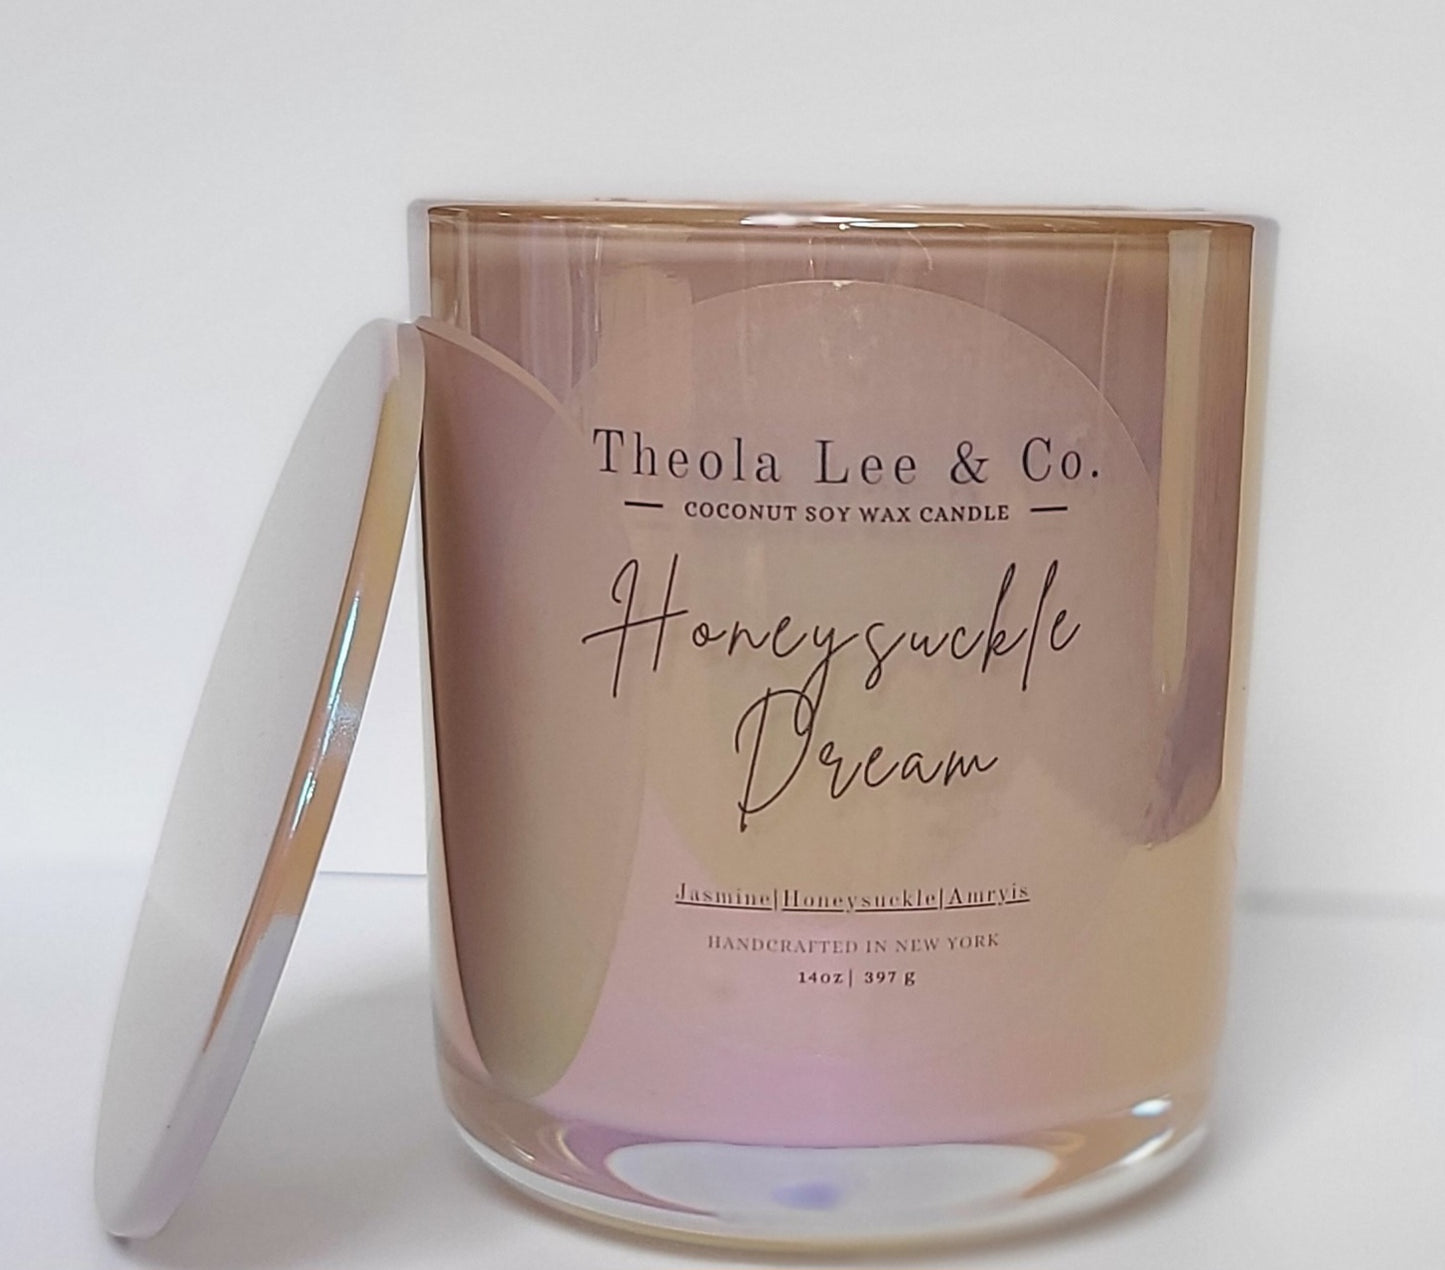 Theola Lee & Co.
COCONUT SOY WAX CANDLE
Honeysuckle
Dream
Jasmine|Honeysuckle|Amryis
HANDCRAFTED IN NEW YORK
14oz| 397 g